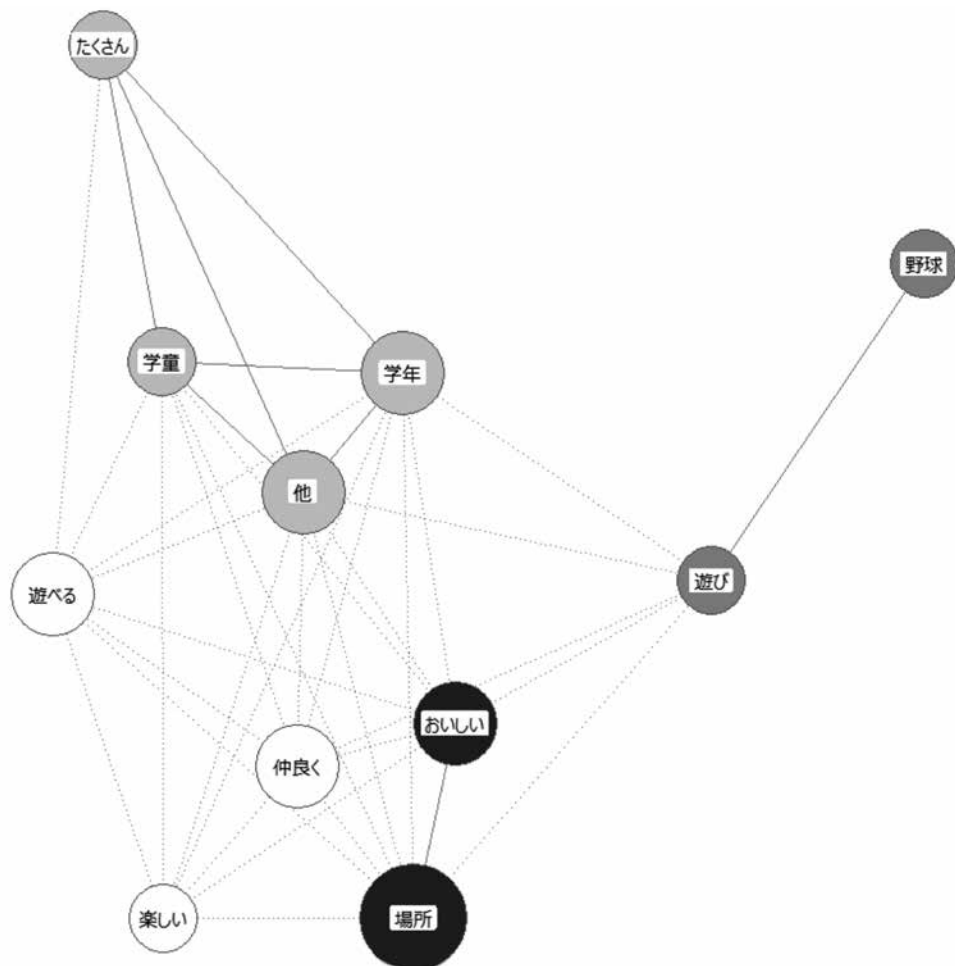 たくさん
野球
学童
学年
他
遊び
遊べる
おいしい
仲良く
楽しい
場所